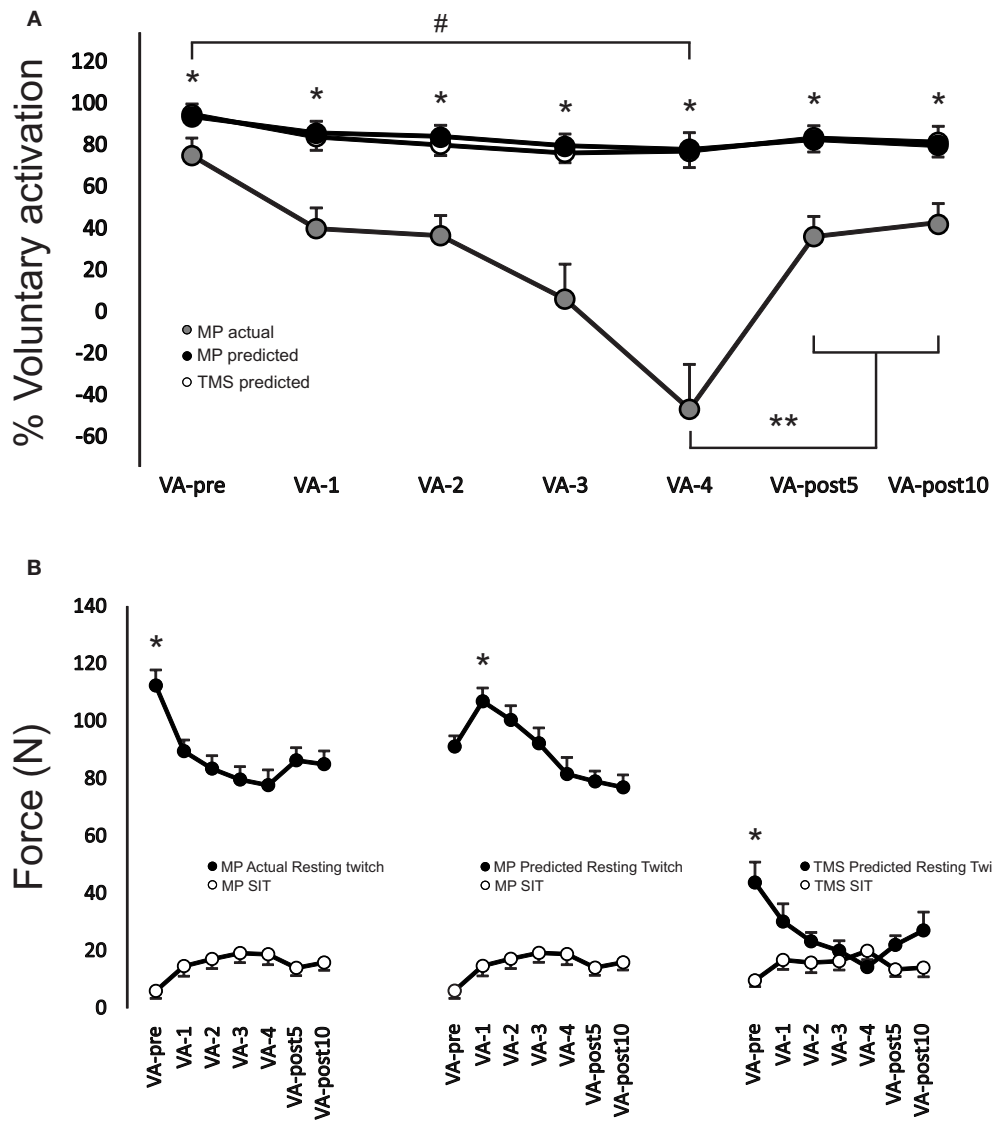 A
#
% Voluntary activation
120
100
80
60
40
20
0
-20
-40
-60
* * * * * * *
MP actual
MP predicted
TMS predicted
**
VA-pre VA-1 VA-2 VA-3 VA-4 VA-post5 VA-post10
B
Force (N)
140
120
100
80
60
40
20
0
*
MP Actual Resting twitch
MP SIT
VA-pre
VA-1
VA-2
VA-3
VA-4
VA-post5
VA-post10
*
MP Predicted Resting Twitch
MP SIT
VA-pre
VA-1
VA-2
VA-3
VA-4
VA-post5
VA-post10
*
TMS Predicted Resting Twi
TMS SIT
VA-pre
VA-1
VA-2
VA-3
VA-4
VA-post5
VA-post10